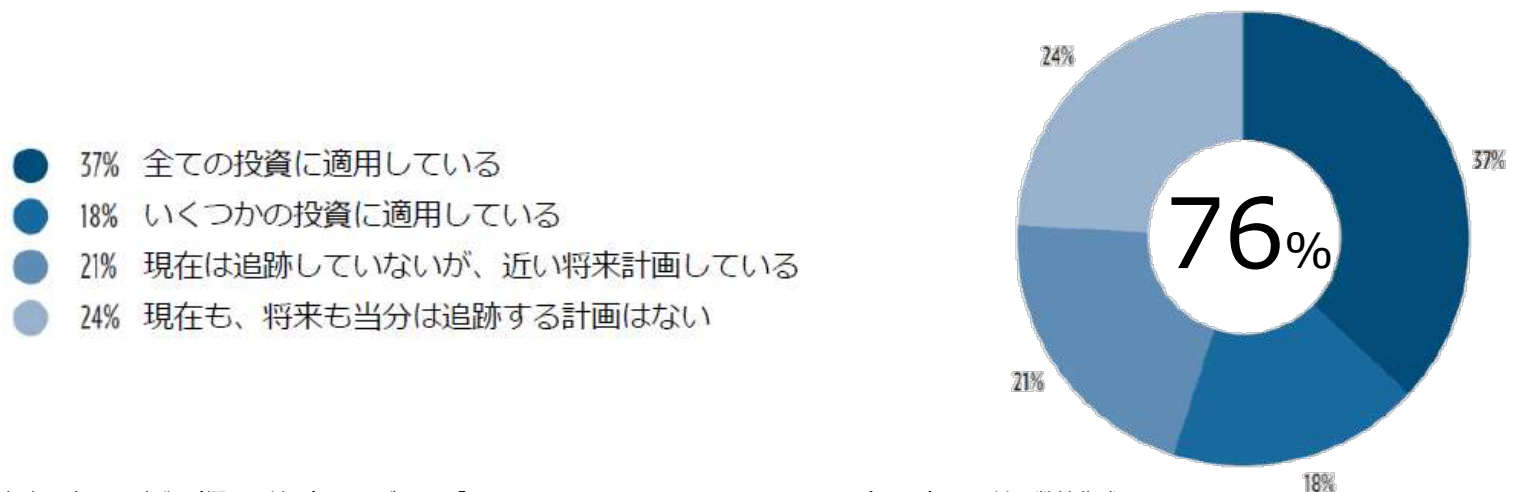 37% 全ての投資に適用している
18% いくつかの投資に適用している
21% 現在は追跡していないが、近い将来計画している
24% 現在も、将来も当分は追跡する計画はない
24%
37%
76%
21%
18%